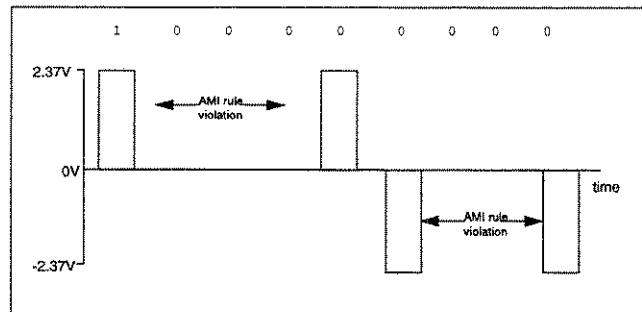 1 0 0 0 0 0 0 0 0
2.37V
AMI rule
violation
0V
time
AMI rule
violation
-2.37V